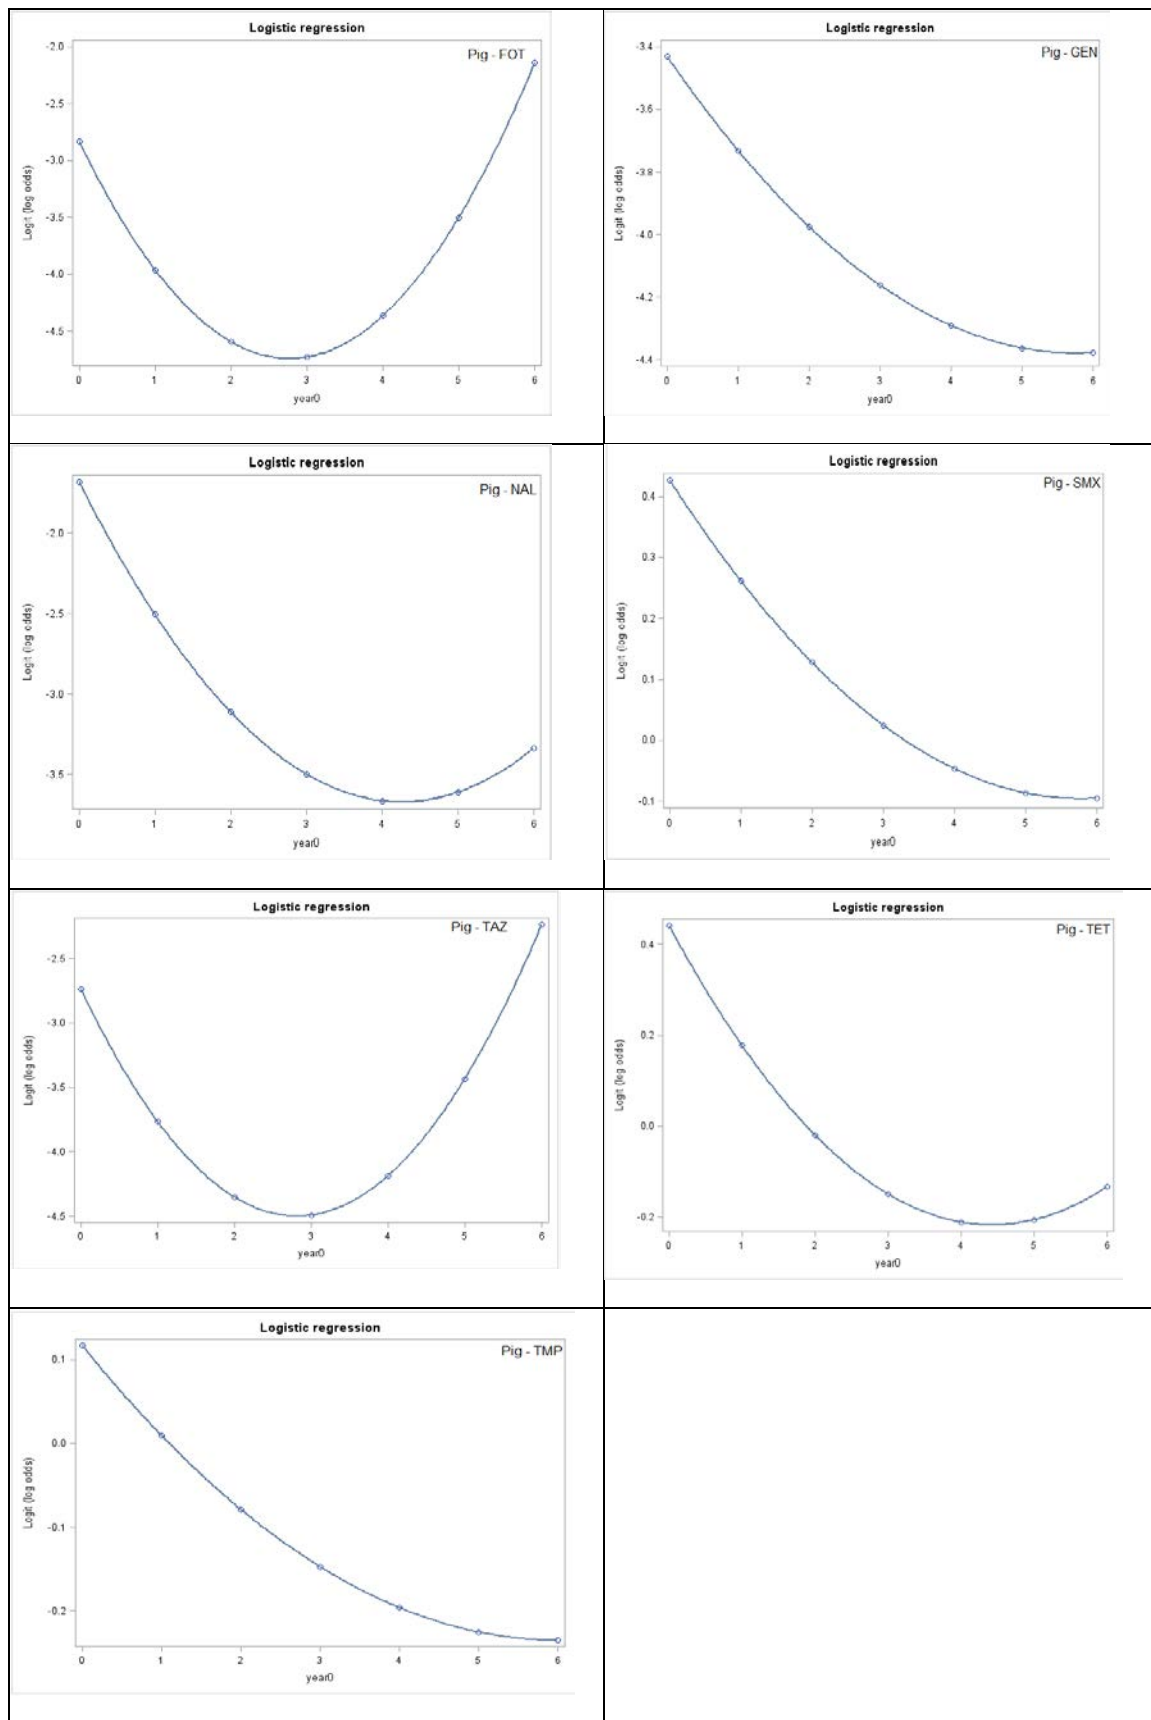 Logistic regression
Pig - FOT
-2.0
-2.5
-3.0
-3.5
-4.0
-4.5
Logit (log odds)
0 1 2 3 4 5 6
year0
Logistic regression
Pig - GEN
-3.4
-3.6
-3.8
-4.0
-4.2
-4.4
Logit (log odds)
0 1 2 3 4 5 6
year0
Logistic regression
Pig - NAL
-2.0
-2.5
-3.0
-3.5
Logit (log odds)
0 1 2 3 4 5 6
year0
Logistic regression
Pig - SMX
0.4
0.3
0.2
0.1
0.0
-0.1
Logit (log odds)
0 1 2 3 4 5 6
year0
Logistic regression
Pig - TAZ
-2.5
-3.0
-3.5
-4.0
-4.5
Logit (log odds)
0 1 2 3 4 5 6
year0
Logistic regression
Pig - TET
0.4
0.2
0.0
-0.2
Logit (log odds)
0 1 2 3 4 5 6
year0
Logistic regression
Pig - TMP
0.1
0.0
-0.1
-0.2
Logit (log odds)
0 1 2 3 4 5 6
year0